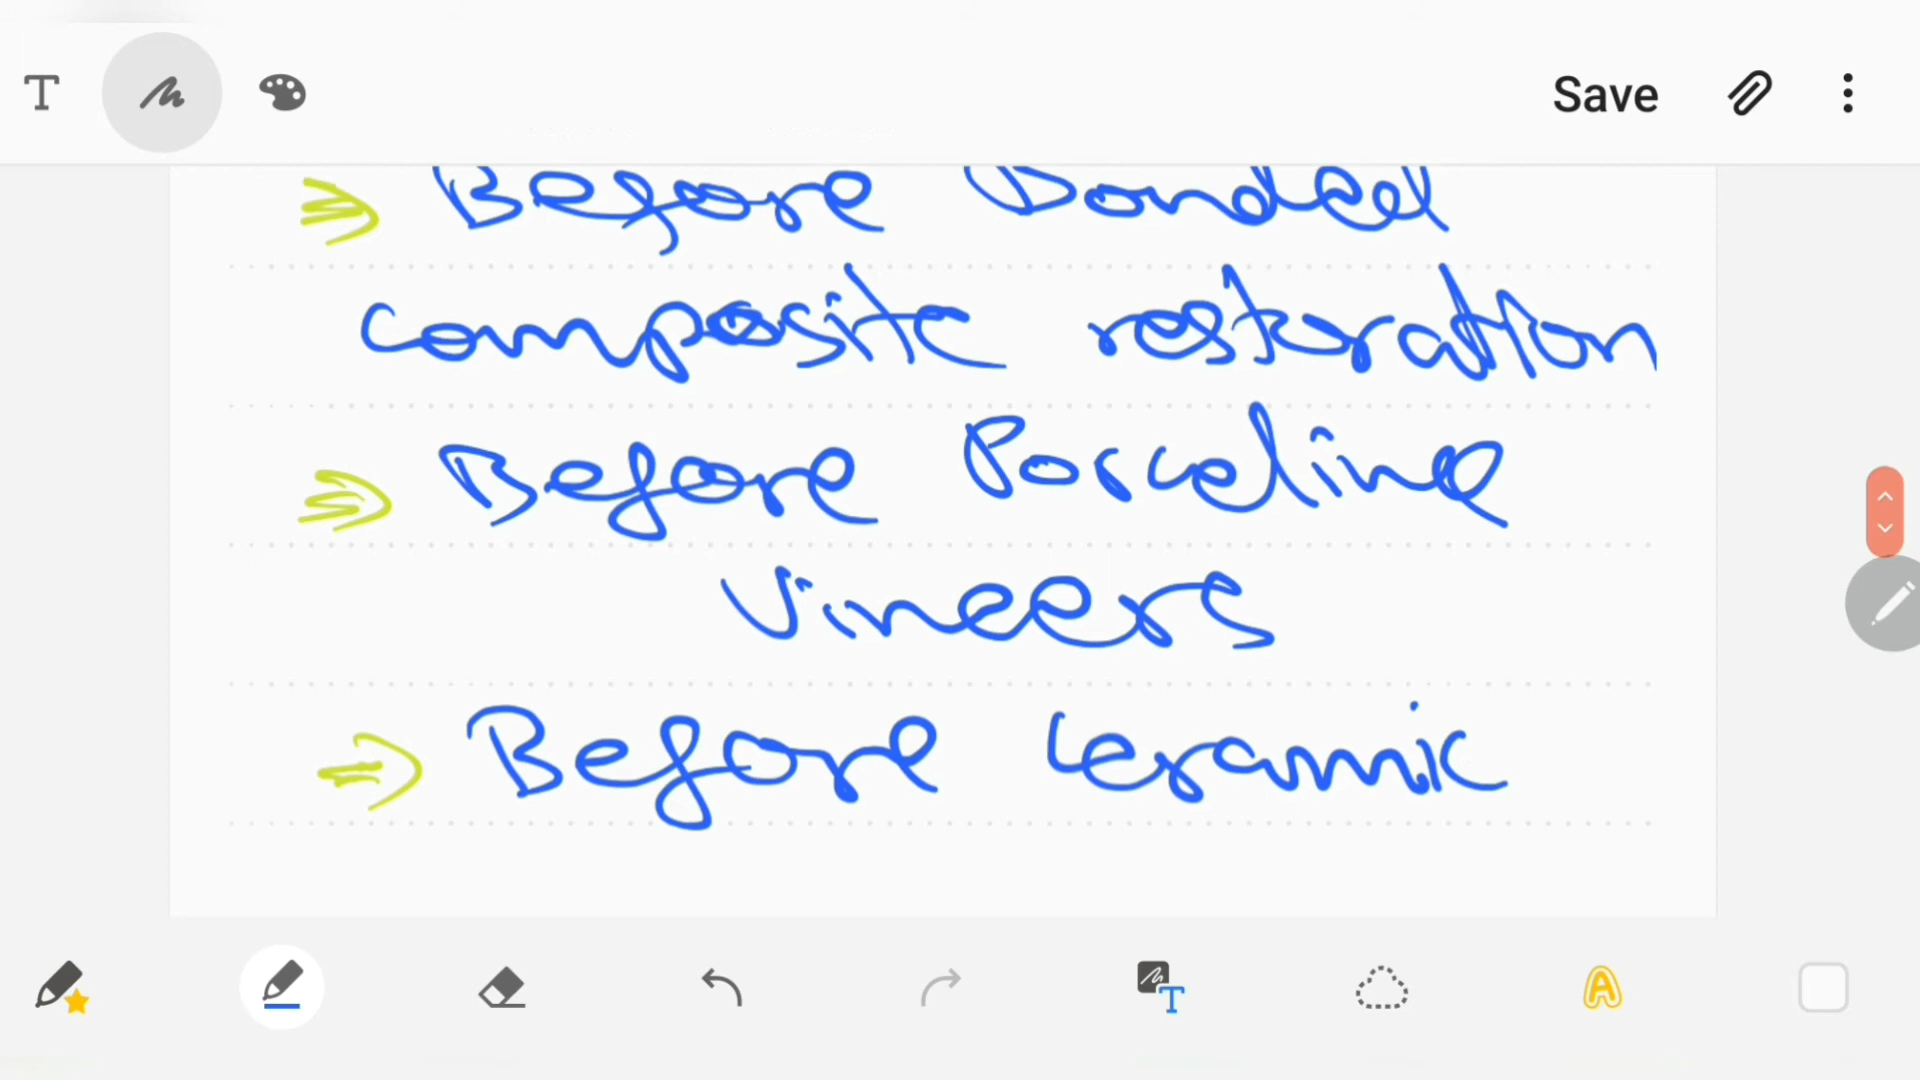 Save
⇒ Before Bonded
composite restoration
⇒ Before Porceline
Vineers
⇒ Before Ceramic